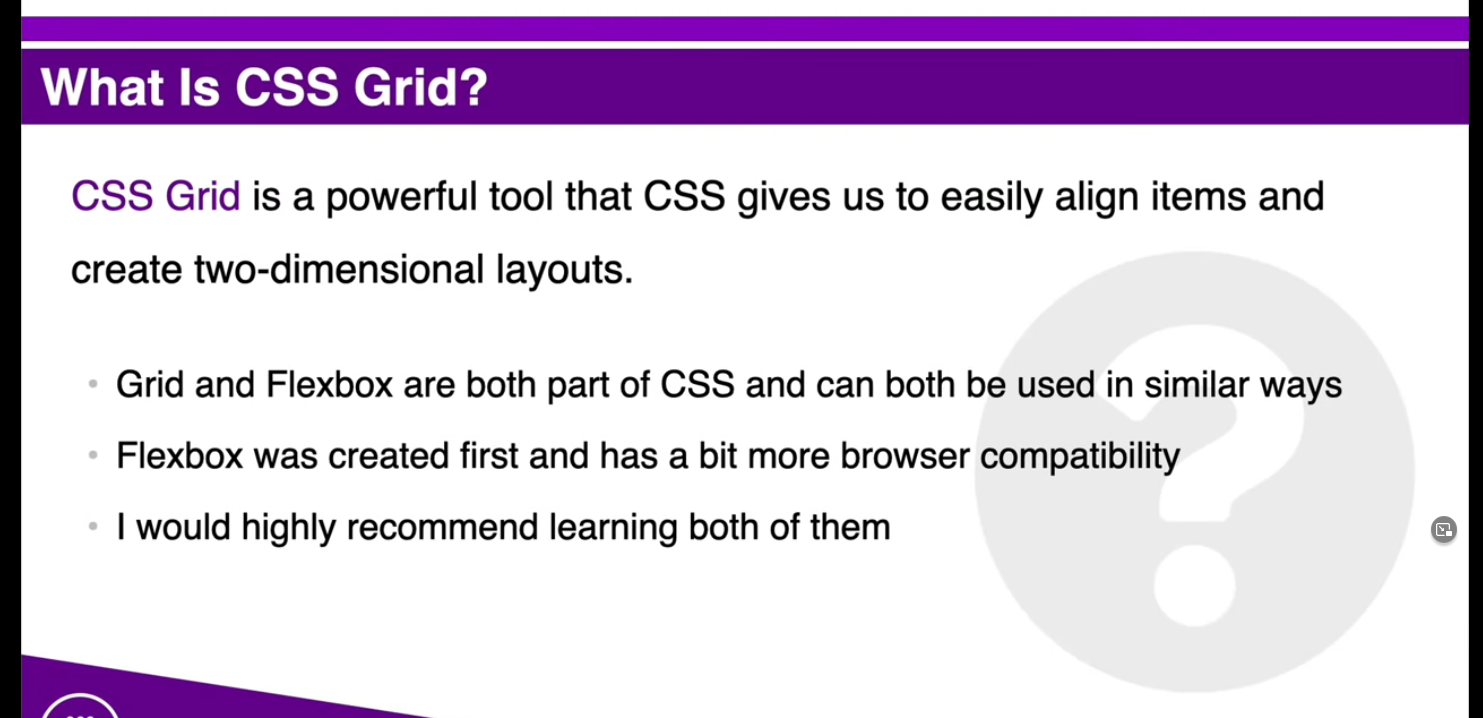 What Is CSS Grid?
CSS Grid is a powerful tool that CSS gives us to easily align items and
create two-dimensional layouts.
• Grid and Flexbox are both part of CSS and can both be used in similar ways
• Flexbox was created first and has a bit more browser compatibility
• I would highly recommend learning both of them
?